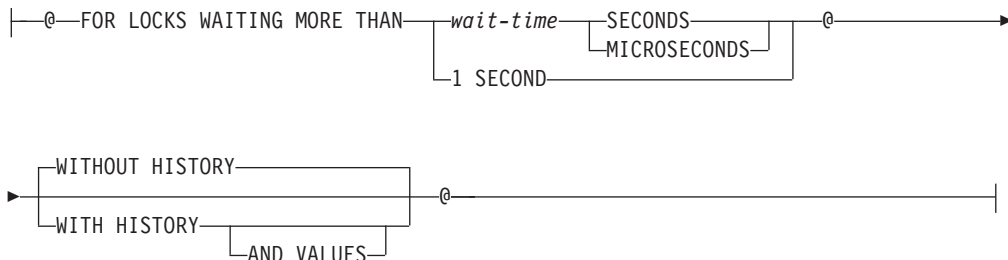 @ FOR LOCKS WAITING MORE THAN wait-time SECONDS @
MICROSECONDS
1 SECOND
WITHOUT HISTORY
@
WITH HISTORY
AND VALUES